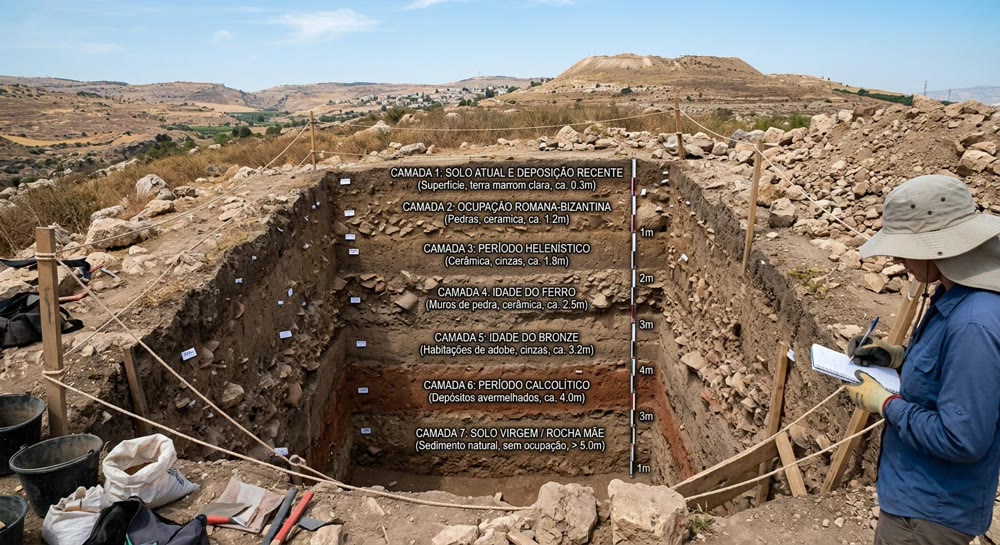 CAMADA 1: SOLO ATUAL E DEPOSIÇÃO RECENTE
(Superfície, terra marrom clara, ca. 0.3m)
CAMADA 2: OCUPAÇÃO ROMANA-BIZANTINA
(Pedras, ceramica, ca. 1.2m)
1m
CAMADA 3: PERÍODO HELENÍSTICO
(Cerâmica, cinzas, ca. 1.8m)
2m
CAMADA 4. IDADE DO FERRO
(Muros de pedra, cerâmica, ca. 2.5m)
3m
CAMADA 5: IDADE DO BRONZE
(Habitações de adobe, cinzas, ca. 3.2m)
4m
CAMADA 6: PERÍODO CALCOLÍTICO
(Depósitos avermelhados, ca. 4.0m)
3m
CAMADA 7: SOLO VIRGEM / ROCHA MÃE
(Sedimento natural, sem ocupação, > 5.0m)
1m